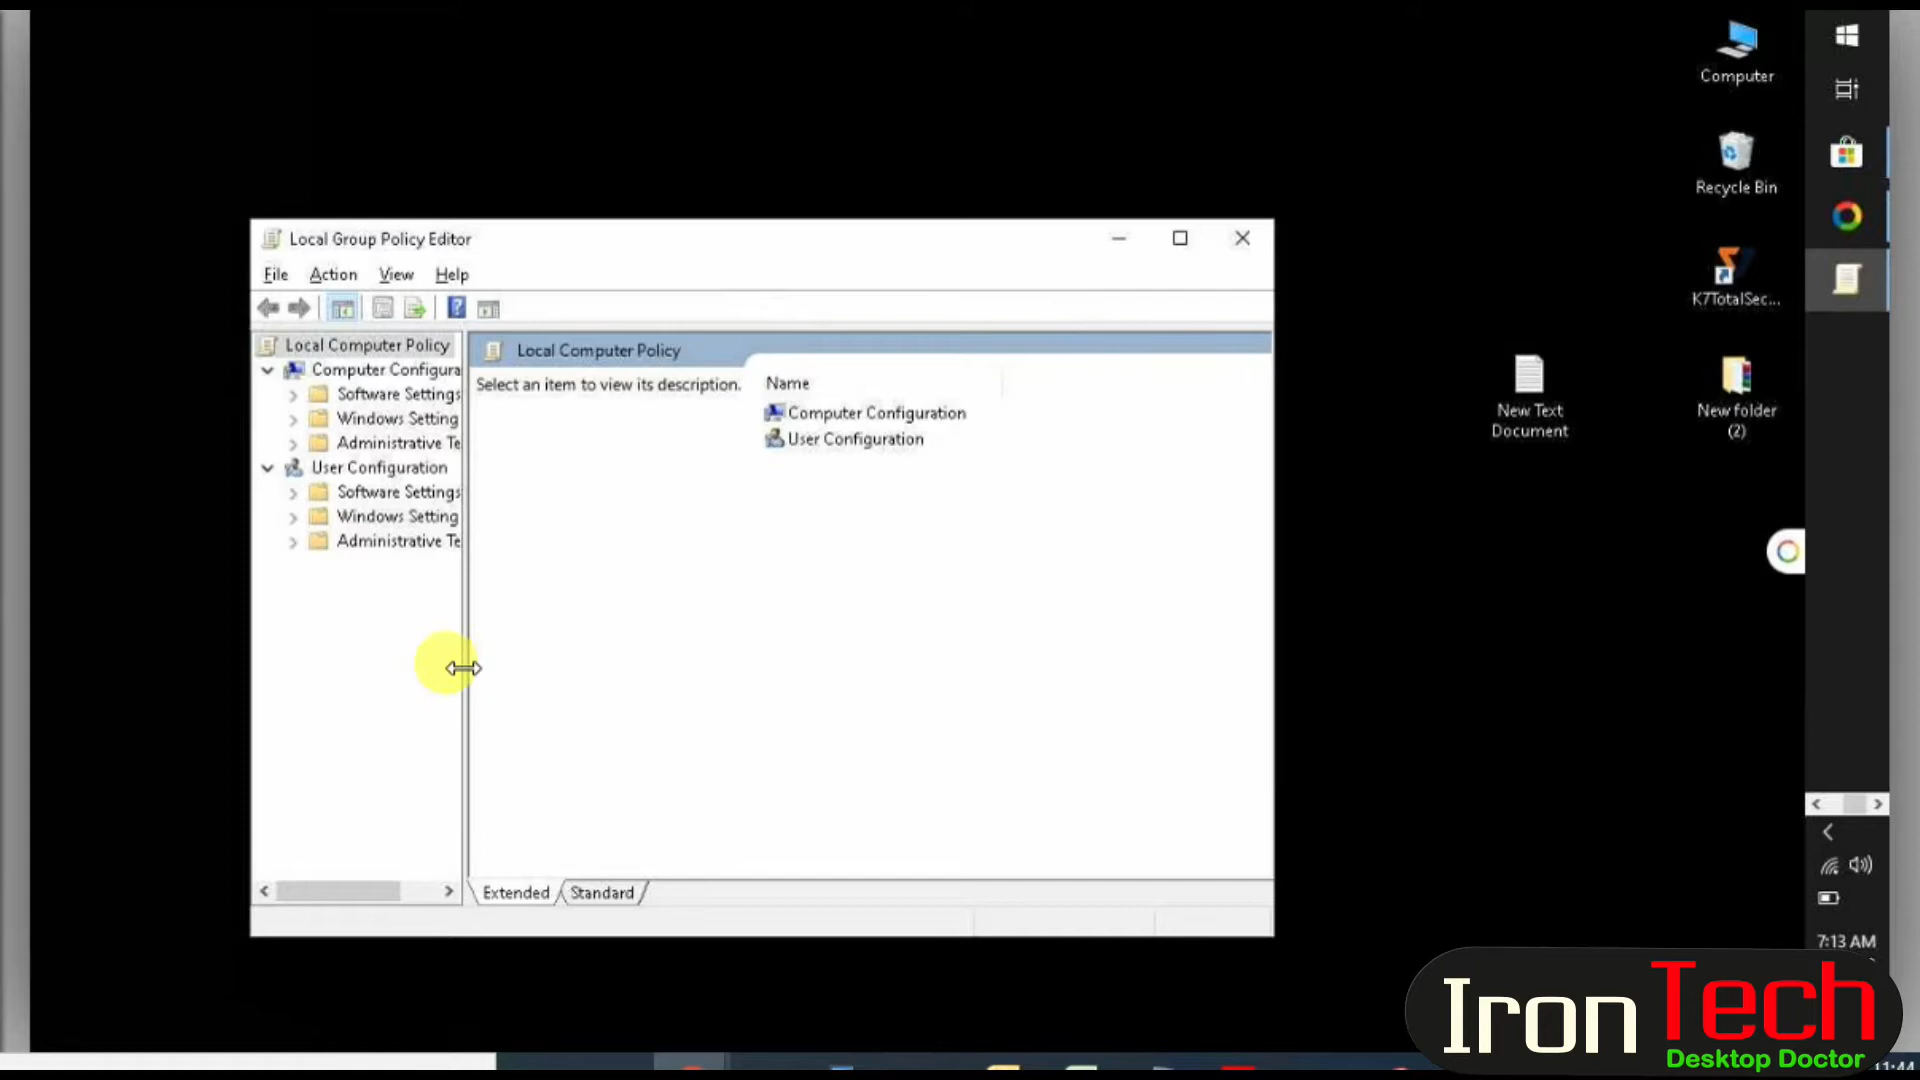 Computer
Recycle Bin
K7TotalSec...
New Text
Document
New folder
(2)
Local Group Policy Editor
File Action View Help
Local Computer Policy
Computer Configura
Software Settings
Windows Setting
Administrative Te
User Configuration
Software Settings
Windows Setting
Administrative Te
Local Computer Policy
Select an item to view its description.
Name
Computer Configuration
User Configuration
Extended
Standard
7:13 AM
Iron Tech
Desktop Doctor
11:44